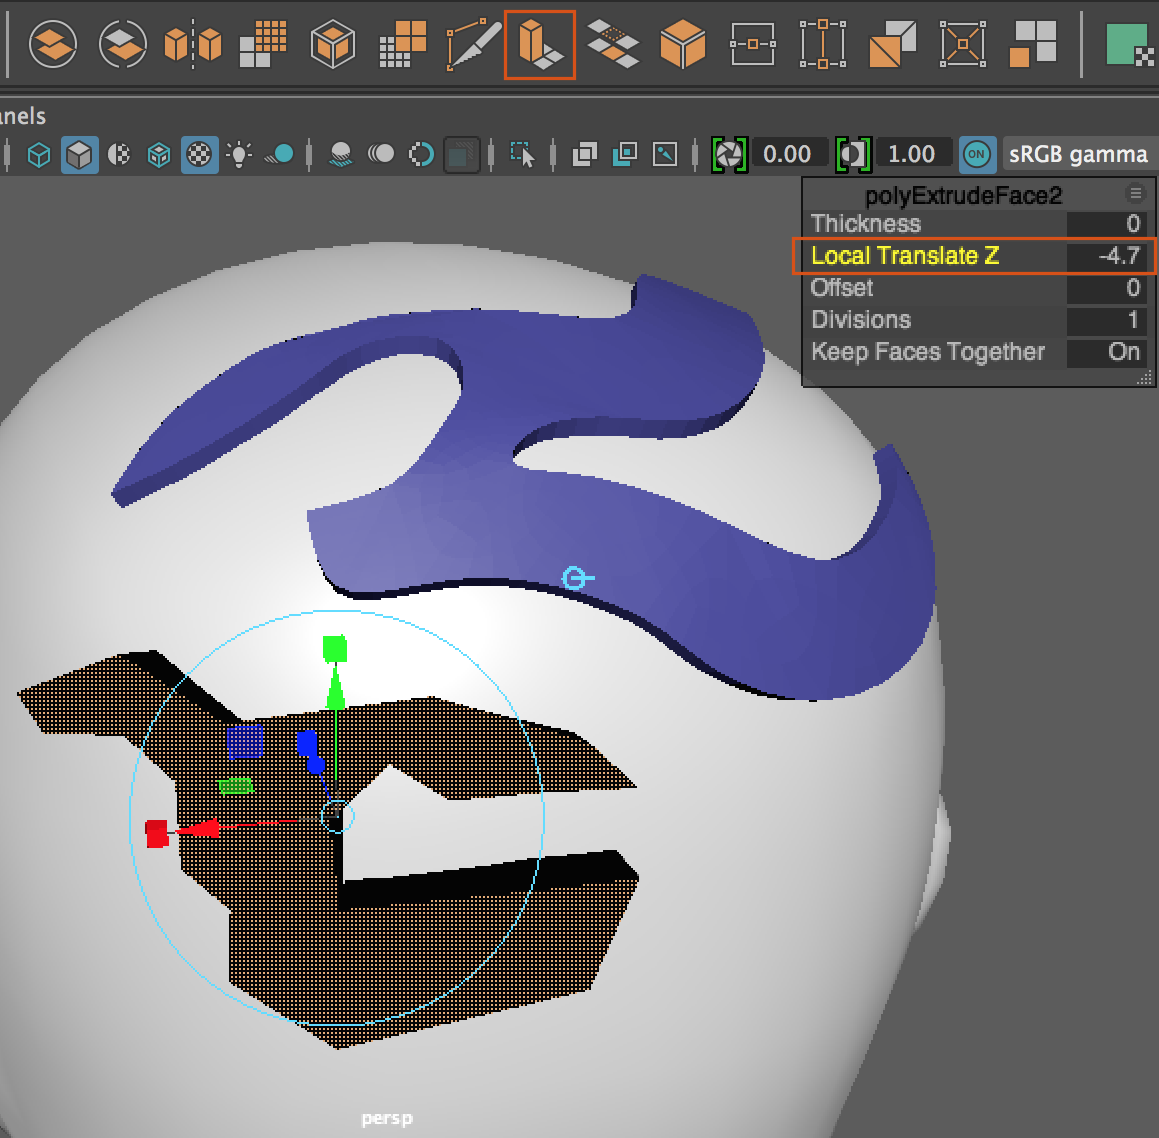 anels
0.00
1.00
ON
sRGB gamma
polyExtrudeFace2
Thickness 0
Local Translate Z -4.7
Offset 0
Divisions 1
Keep Faces Together On
persp